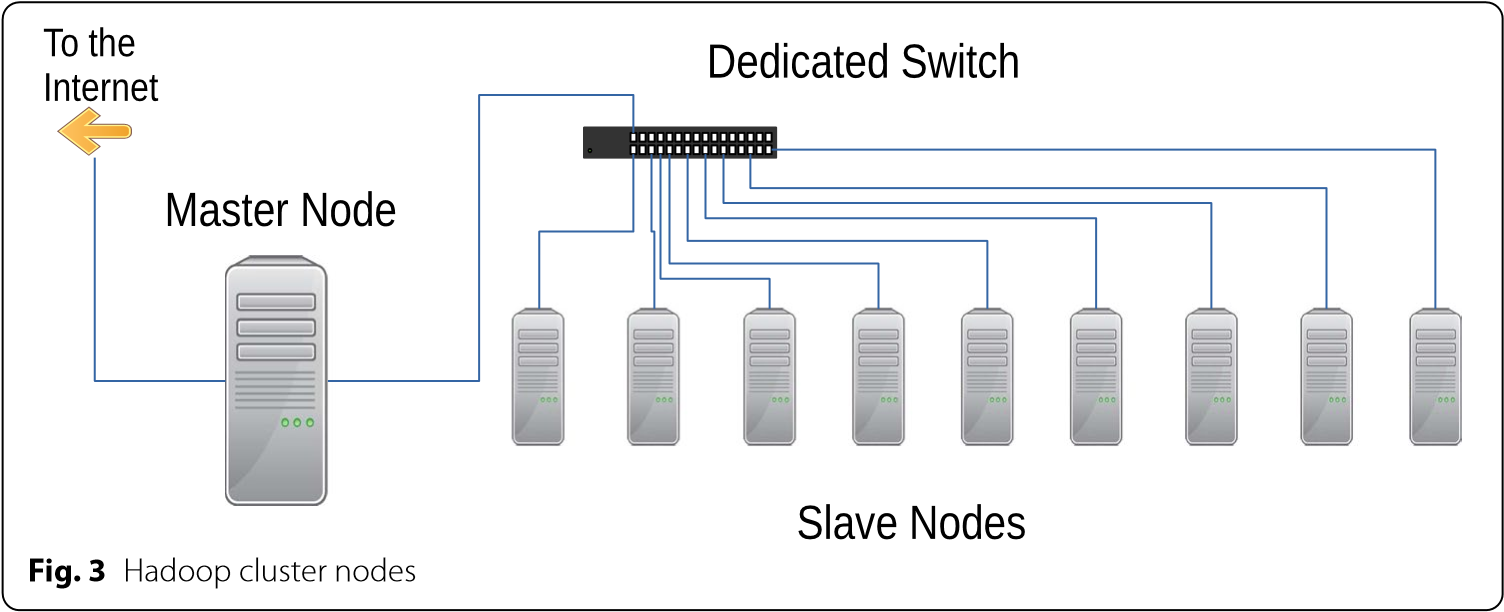 To the
Internet
Dedicated Switch
Master Node
Slave Nodes
Fig. 3 Hadoop cluster nodes